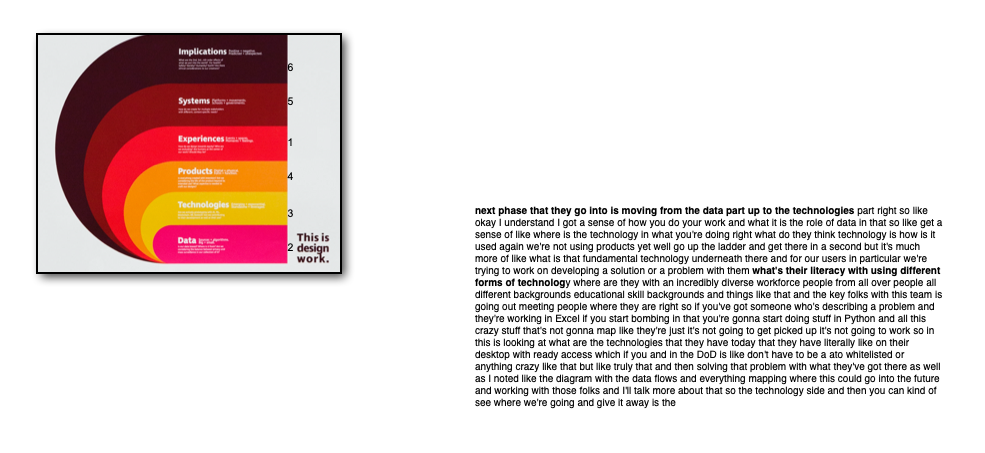 Implications
6
Systems
5
Experiences
1
Products
4
Technologies
3
Data
2
This is
design
work.
next phase that they go into is moving from the data part up to the technologies part right so like
okay I understand I got a sense of how you do your work and what it is the role of data in that so like get a
sense of like where is the technology in what you're doing right what do they think technology is how is it
used again we're not using products yet well go up the ladder and get there in a second but it's much
more of like what is that fundamental technology underneath there and for our users in particular we're
trying to work on developing a solution or a problem with them what's their literacy with using different
forms of technology where are they with an incredibly diverse workforce people from all over people all
different backgrounds educational skill backgrounds and things like that and the key folks with this team is
going out meeting people where they are right so if you've got someone who's describing a problem and
they're working in Excel if you start bombing in that you're gonna start doing stuff in Python and all this
crazy stuff that's not gonna map like they're just it's not going to get picked up it's not going to work so in
this is looking at what are the technologies that they have today that they have literally like on their
desktop with ready access which if you and in the DoD is like don't have to be a ato whitelisted or
anything crazy like that but like truly that and then solving that problem with what they've got there as well
as I noted like the diagram with the data flows and everything mapping where this could go into the future
and working with those folks and I'll talk more about that so the technology side and then you can kind of
see where we're going and give it away is the